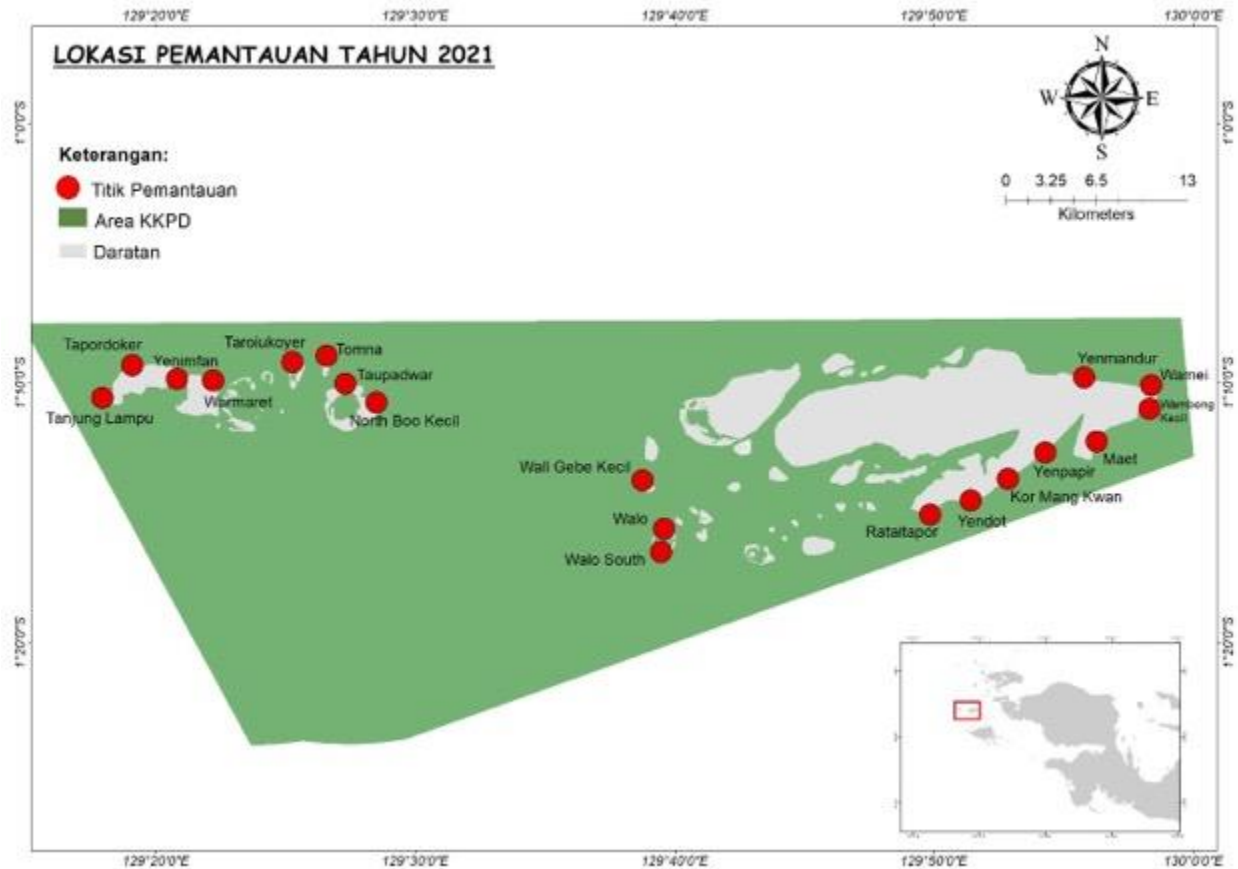 129°20'0"E 129°30'0"E 129°40'0"E 129°50'0"E 130°0'0"E
LOKASI PEMANTAUAN TAHUN 2021
N
W E
S
1°0'0"S 1°0'0"S
Keterangan:
Titik Pemantauan
Area KKPD
Daratan
0 3.25 6.5 13
Kilometers
Tapordoker
Yenimfan
Taroiukoyer
Tomna
Taupadwar
Tanjung Lampu
Warmaret
North Boo Kecil
Yenmandur
Warnei
Wambong
Kecil
1°10'0"S 1°10'0"S
Wall Gebe Kecil
Maet
Yenpapir
Kor Mang Kwan
Walo
Yendot
Rataitapor
Walo South
1°20'0"S 1°20'0"S
129°20'0"E 129°30'0"E 129°40'0"E 129°50'0"E 130°0'0"E